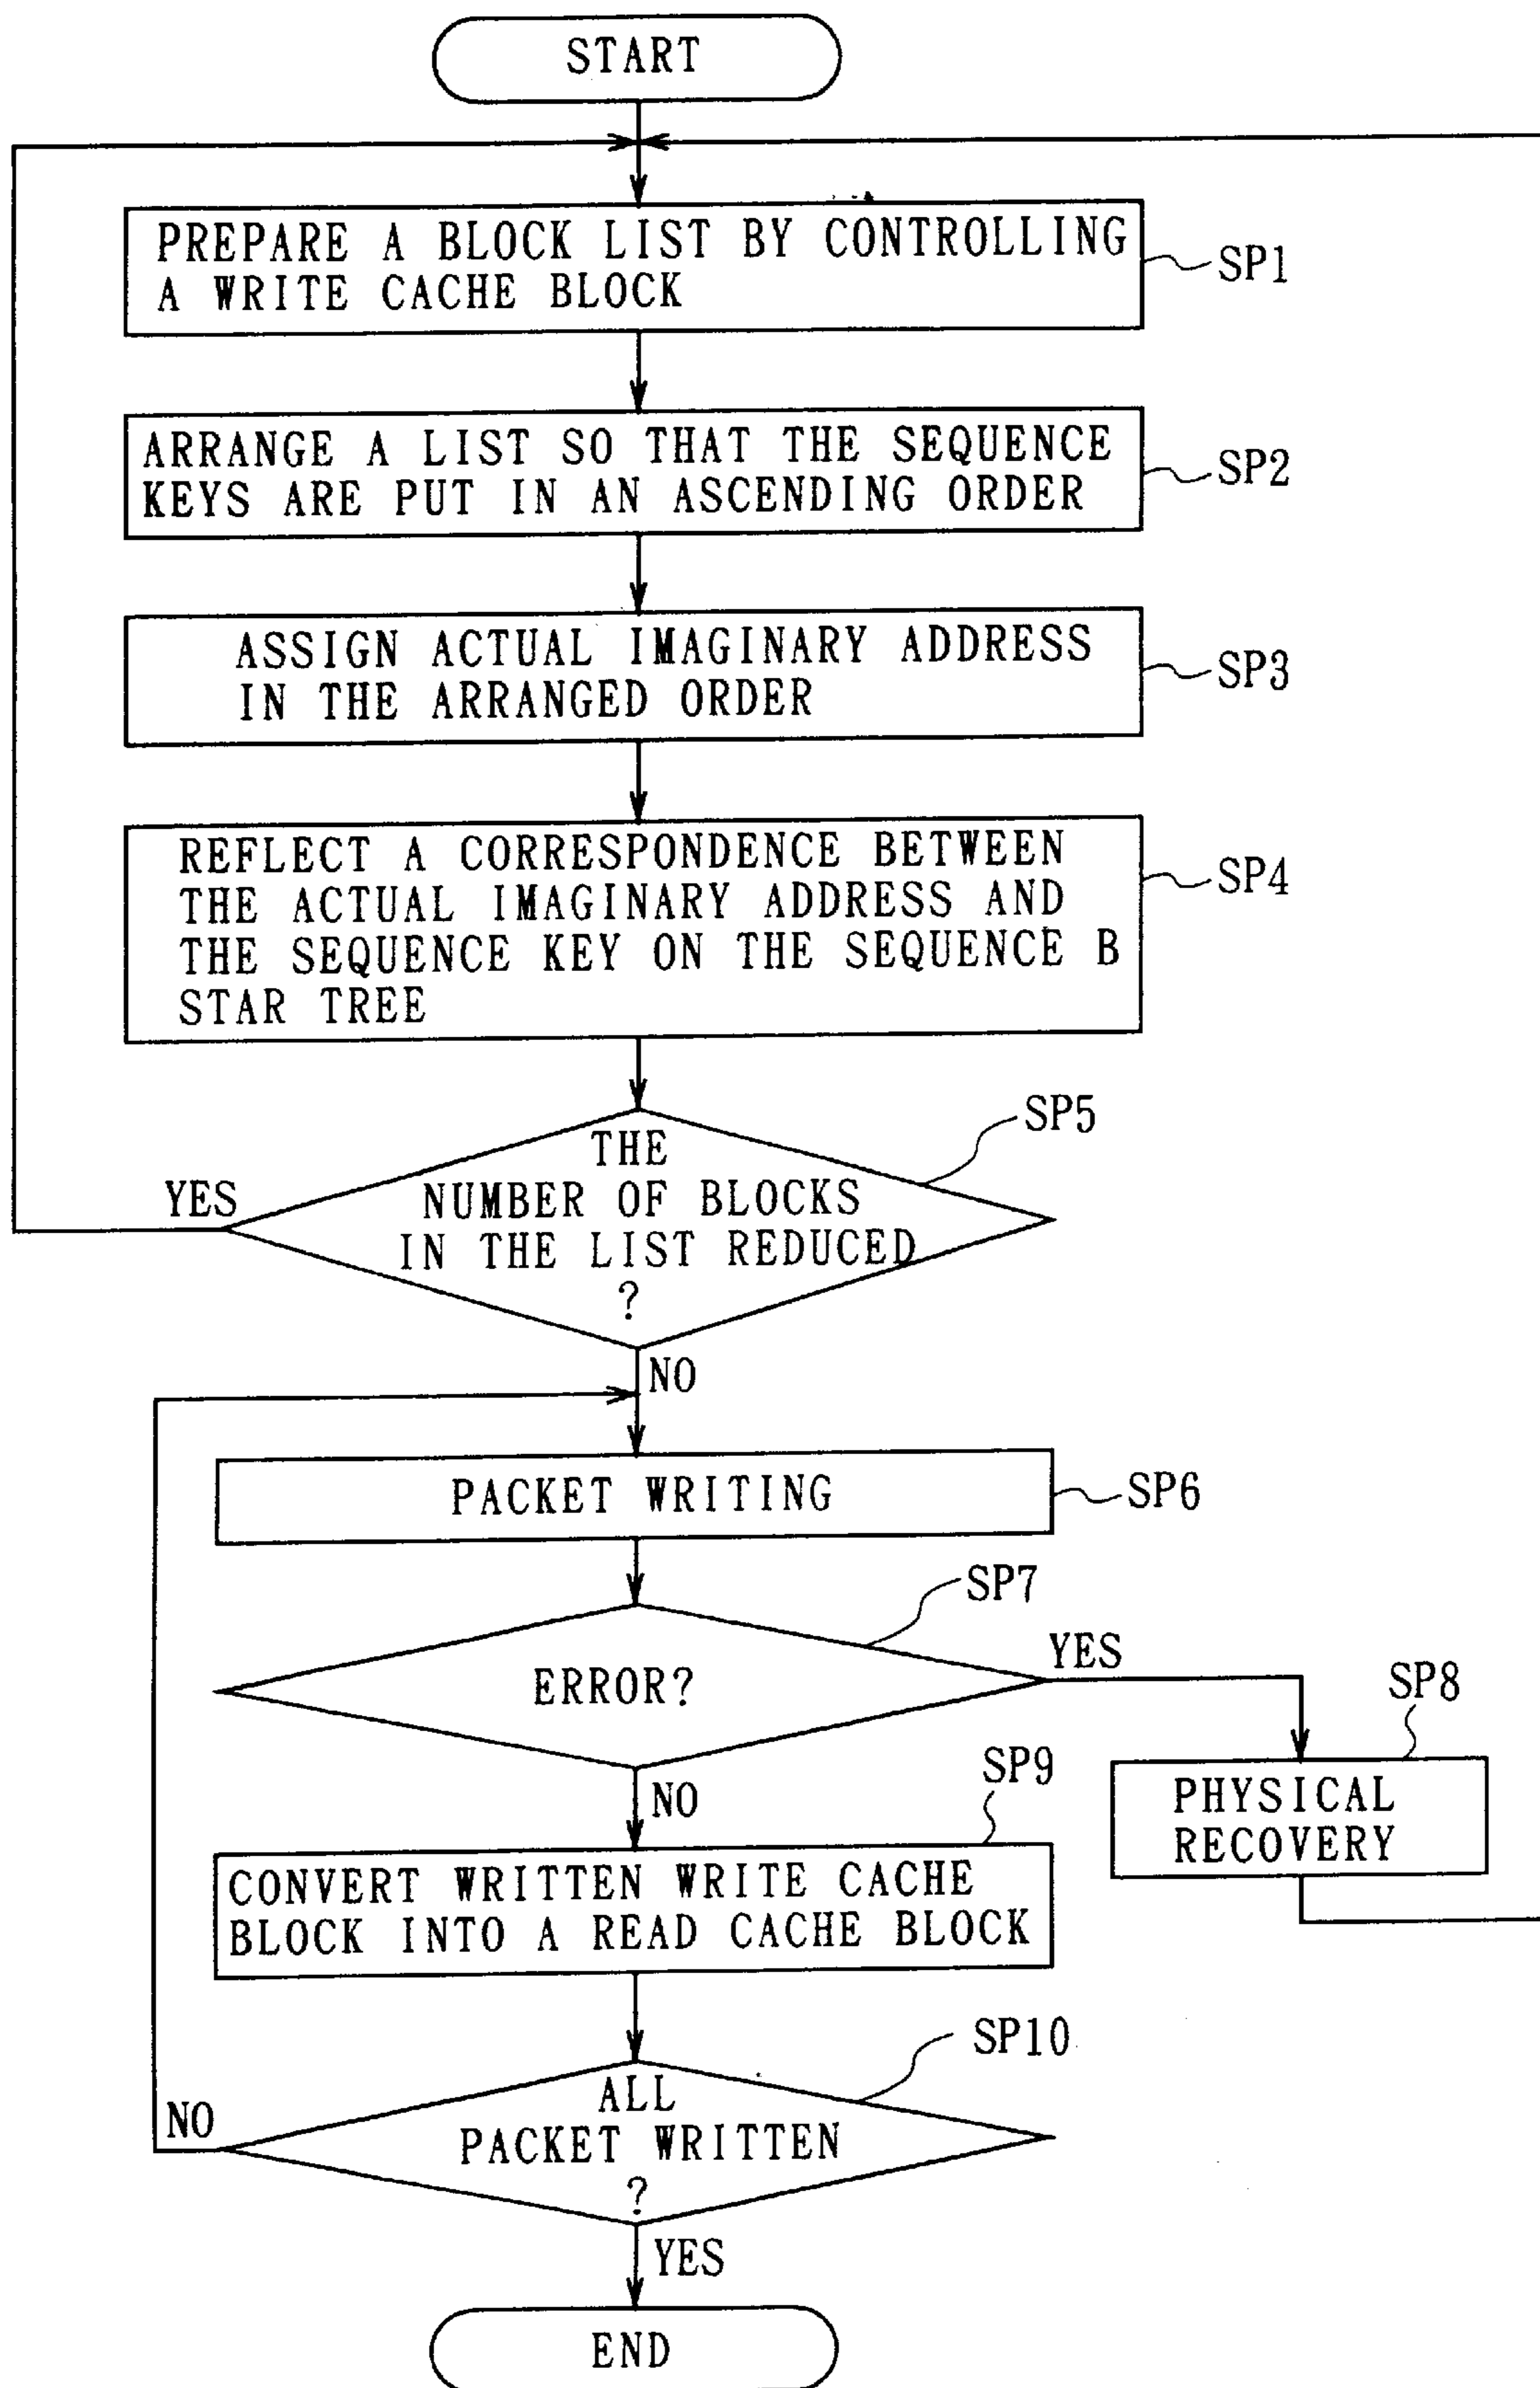 START
PREPARE A BLOCK LIST BY CONTROLLING
A WRITE CACHE BLOCK
SP1
ARRANGE A LIST SO THAT THE SEQUENCE
KEYS ARE PUT IN AN ASCENDING ORDER
SP2
ASSIGN ACTUAL IMAGINARY ADDRESS
IN THE ARRANGED ORDER
SP3
REFLECT A CORRESPONDENCE BETWEEN
THE ACTUAL IMAGINARY ADDRESS AND
THE SEQUENCE KEY ON THE SEQUENCE B
STAR TREE
SP4
SP5
THE
NUMBER OF BLOCKS
IN THE LIST REDUCED
?
YES
NO
PACKET WRITING
SP6
SP7
ERROR?
YES
SP8
PHYSICAL
RECOVERY
NO
SP9
CONVERT WRITTEN WRITE CACHE
BLOCK INTO A READ CACHE BLOCK
SP10
ALL
PACKET WRITTEN
?
NO
YES
END